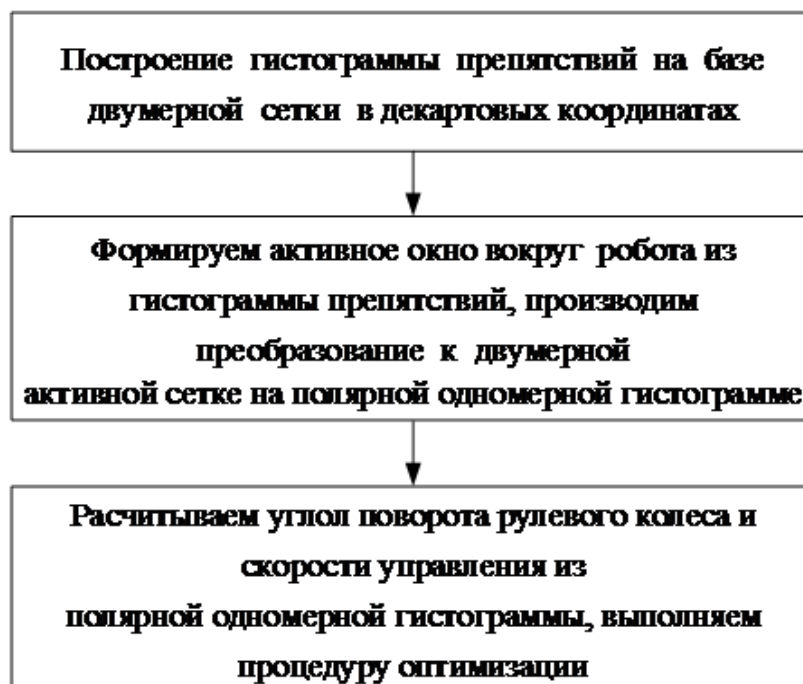 Построение гистограммы препятствий на базе
двумерной сетки в декартовых координатах
Формируем активное окно вокруг робота из
гистограммы препятствий, производим
преобразование к двумерной
активной сетке на полярной одномерной гистограмме
Расчитываем углол поворота рулевого колеса и
скорости управления из
полярной одномерной гистограммы, выполняем
процедуру оптимизации